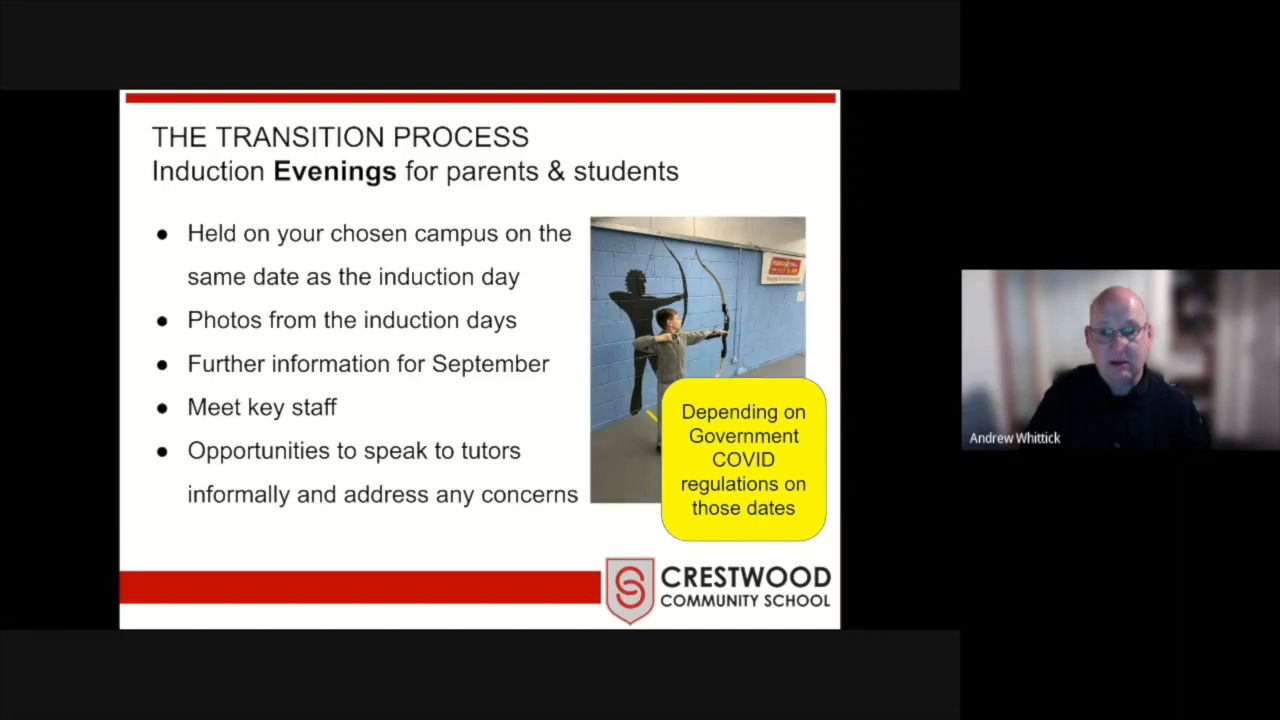 THE TRANSITION PROCESS
Induction Evenings for parents & students
● Held on your chosen campus on the
same date as the induction day
● Photos from the induction days
● Further information for September
● Meet key staff
● Opportunities to speak to tutors
informally and address any concerns
Depending on
Government
COVID
regulations on
those dates
CRESTWOOD
COMMUNITY SCHOOL
Andrew Whittick